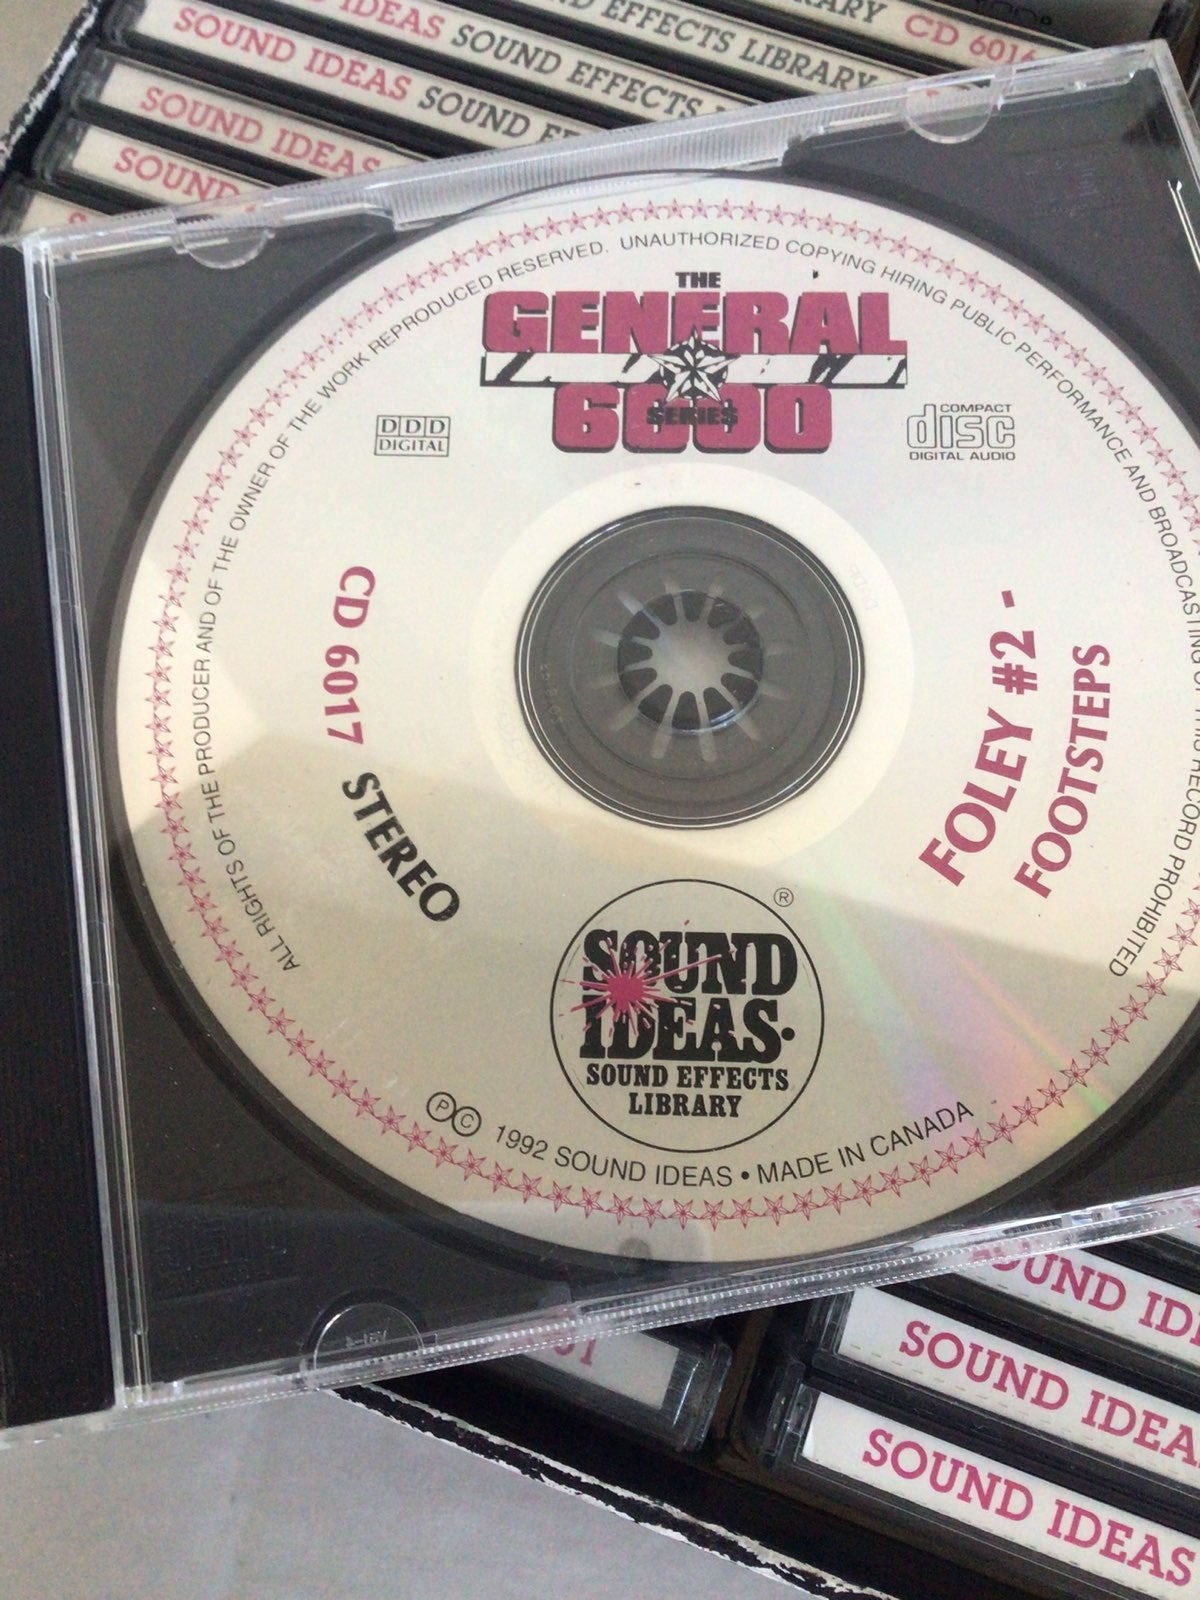 ARY CD 6016
IDEAS SOUND EFFECTS LIBRARY
SOUND IDEAS SOUND EFFECTS LIBRARY
SOUND IDEAS SOUND
SOUND IDEAS
SOUND
ALL RIGHTS OF THE PRODUCER AND OF THE OWNER OF THE WORK REPRODUCED RESERVED. UNAUTHORIZED COPYING HIRING PUBLIC PERFORMANCE AND BROADCASTING OF THIS RECORD PROHIBITED
THE
GENERAL
SERIES
6000
DDD
DIGITAL
COMPACT
disc
DIGITAL AUDIO
CD 6017 STEREO
FOLEY #2 -
FOOTSTEPS
SOUND
IDEAS.
SOUND EFFECTS
LIBRARY
®
Ⓟ© 1992 SOUND IDEAS • MADE IN CANADA
SOUND
SOUND IDEAS
SOUND IDEAS